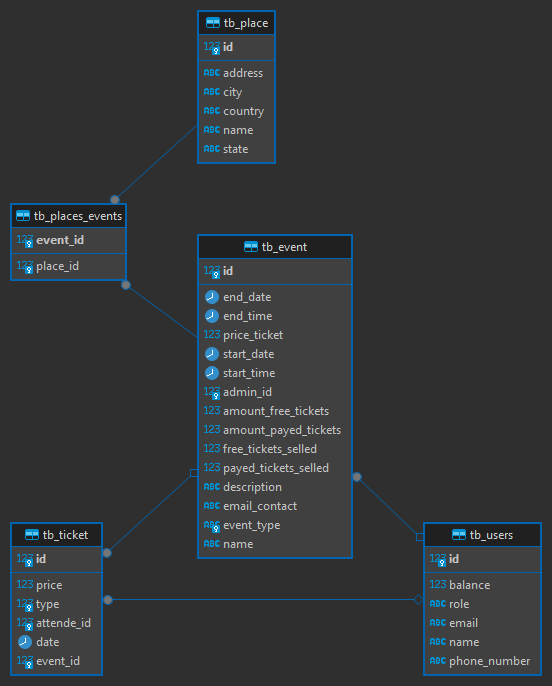 tb_place
123 id
ABC address
ABC city
ABC country
ABC name
ABC state
tb_places_events
123 event_id
123 place_id
tb_event
123 id
end_date
end_time
123 price_ticket
start_date
start_time
123 admin_id
123 amount_free_tickets
123 amount_payed_tickets
123 free_tickets_selled
123 payed_tickets_selled
ABC description
ABC email_contact
ABC event_type
ABC name
tb_ticket
123 id
123 price
123 type
123 attende_id
date
123 event_id
tb_users
123 id
123 balance
ABC role
ABC email
ABC name
ABC phone_number